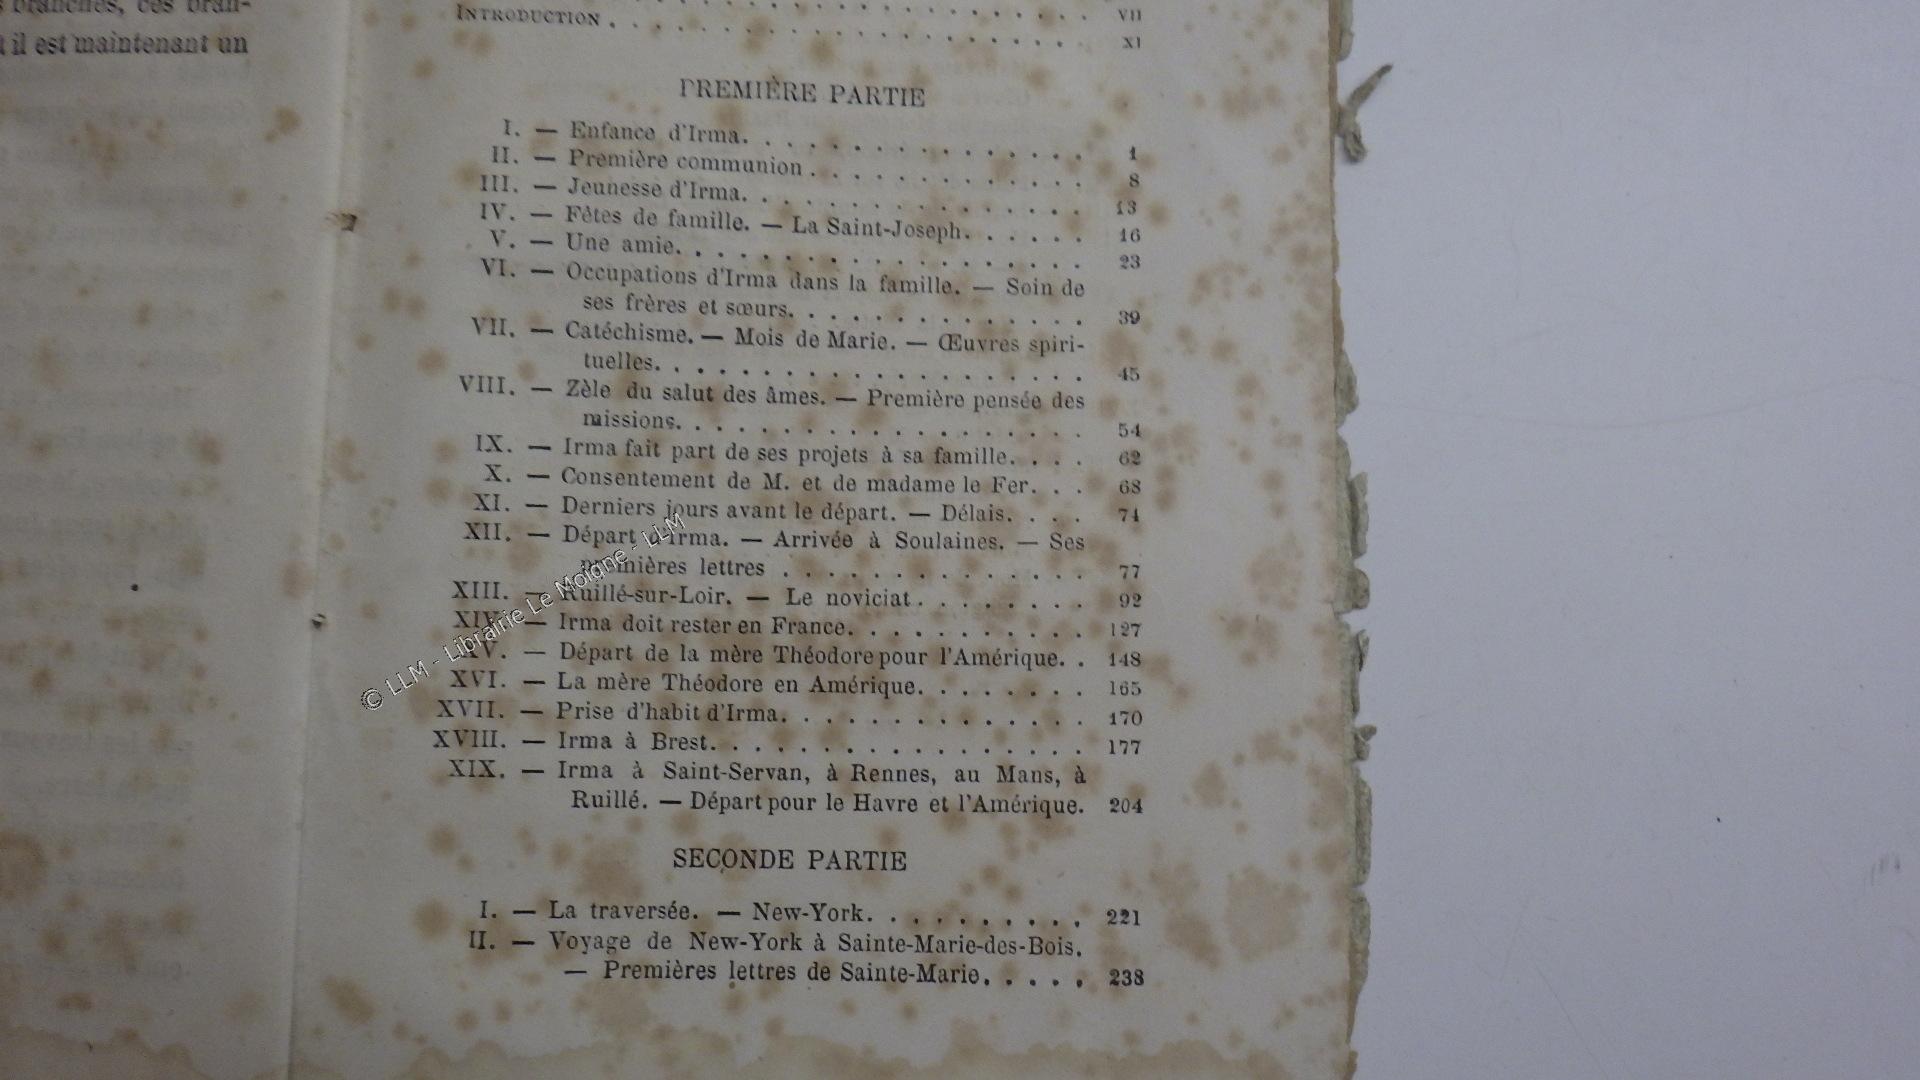 branches, ces bran-
il est maintenant un
VII
INTRODUCTION . . . . . . . . . . . . . . . . . . XI
PREMIÈRE PARTIE
I. — Enfance d'Irma. . . . . . . . . . . . . . . . 1
II. — Première communion . . . . . . . . . . . . . 8
III. — Jeunesse d'Irma. . . . . . . . . . . . . . . 13
IV. — Fêtes de famille. — La Saint-Joseph. . . . . . 16
V. — Une amie. . . . . . . . . . . . . . . . . . 23
VI. — Occupations d'Irma dans la famille. — Soin de
ses frères et sœurs. . . . . . . . . . . . . 39
VII. — Catéchisme. — Mois de Marie. — Œuvres spiri-
tuelles. . . . . . . . . . . . . . . . . . . 45
VIII. — Zèle du salut des âmes. — Première pensée des
missions. . . . . . . . . . . . . . . . . . 54
IX. — Irma fait part de ses projets à sa famille. . . . 62
X. — Consentement de M. et de madame le Fer. . . 68
XI. — Derniers jours avant le départ. — Délais. . . . 74
XII. — Départ d'Irma. — Arrivée à Soulaines. — Ses
premières lettres . . . . . . . . . . . . . 77
XIII. — Ruillé-sur-Loir. — Le noviciat. . . . . . . . 92
XIV. — Irma doit rester en France. . . . . . . . . . 127
XV. — Départ de la mère Théodore pour l'Amérique. . 148
XVI. — La mère Théodore en Amérique. . . . . . . . 165
XVII. — Prise d'habit d'Irma. . . . . . . . . . . . . 170
XVIII. — Irma à Brest. . . . . . . . . . . . . . . . 177
XIX. — Irma à Saint-Servan, à Rennes, au Mans, à
Ruillé. — Départ pour le Havre et l'Amérique. 204
SECONDE PARTIE
I. — La traversée. — New-York. . . . . . . . . . 221
II. — Voyage de New-York à Sainte-Marie-des-Bois.
— Premières lettres de Sainte-Marie. . . . . 238
© LLM - Librairie Le Moigne - LLM